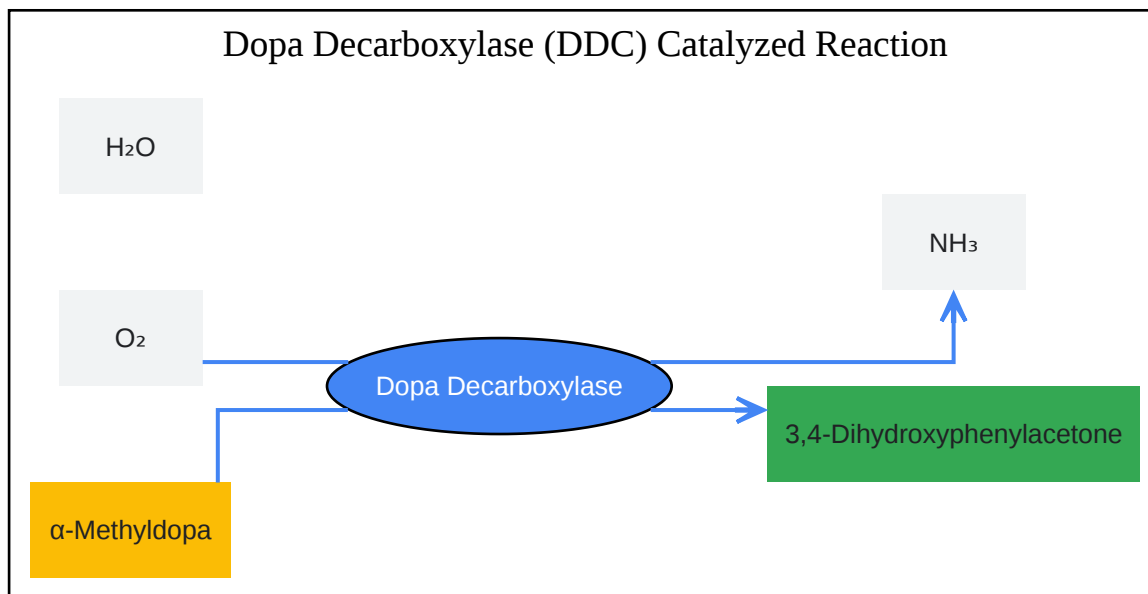 Dopa Decarboxylase (DDC) Catalyzed Reaction
H₂O
NH₃
O₂
Dopa Decarboxylase
3,4-Dihydroxyphenylacetone
α-Methyldopa